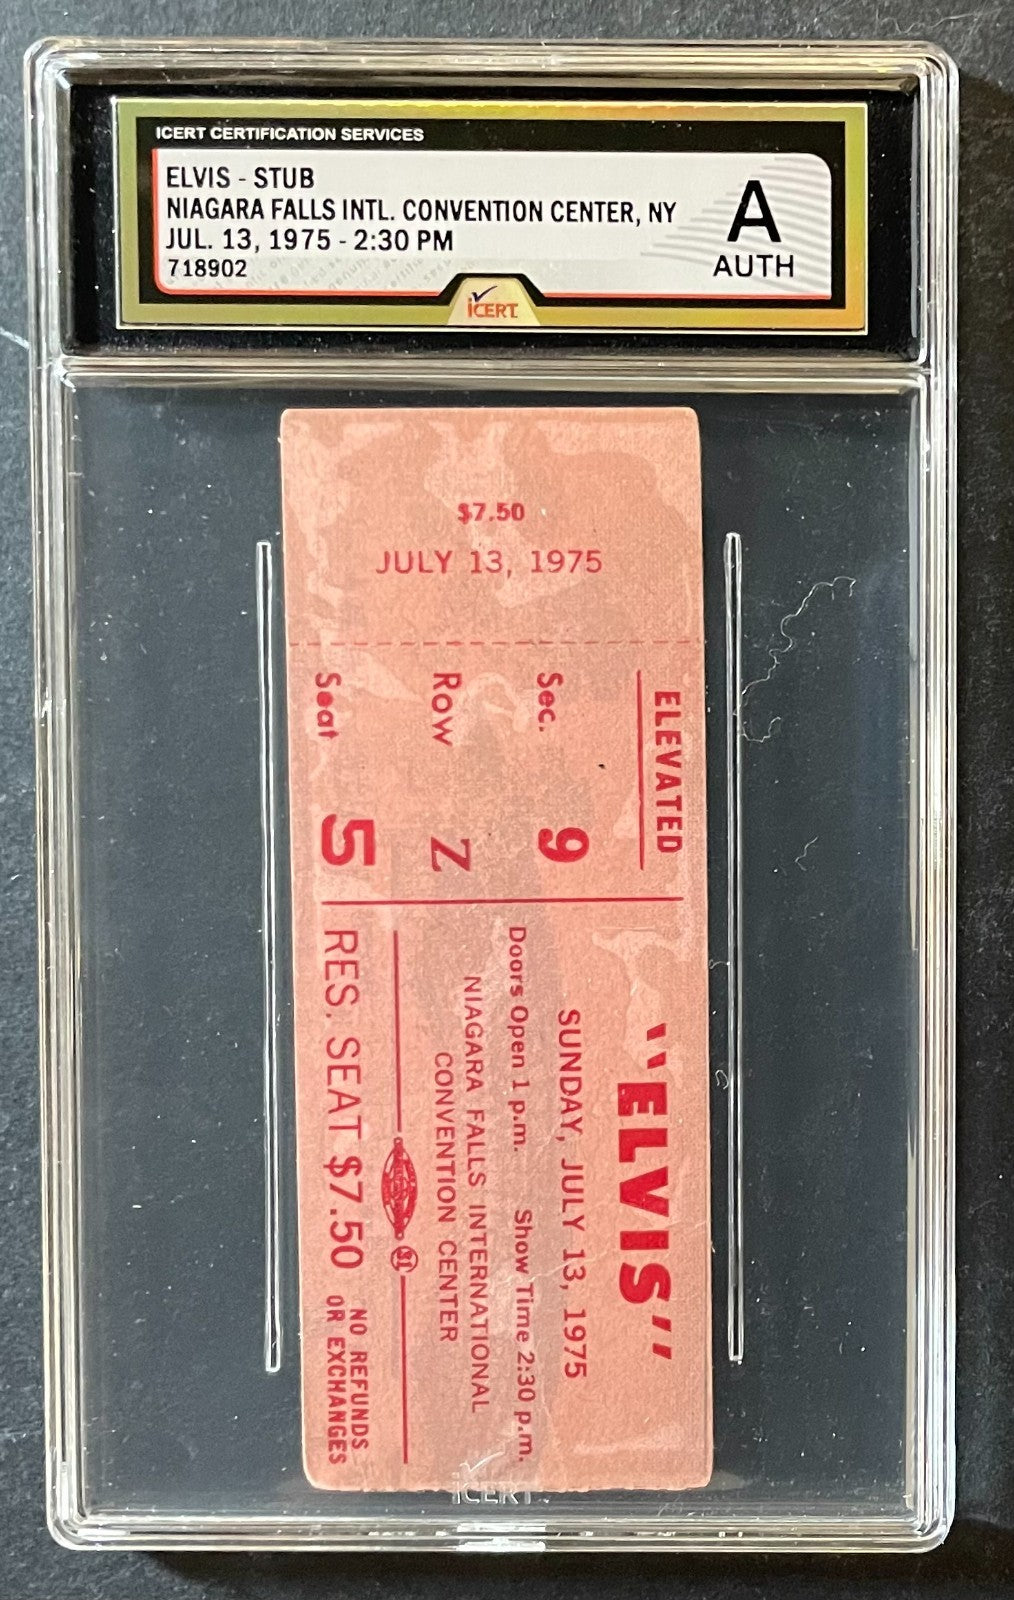 ICERT CERTIFICATION SERVICES
ELVIS - STUB
NIAGARA FALLS INTL. CONVENTION CENTER, NY
JUL. 13, 1975 - 2:30 PM
718902
A
AUTH
iCERT
$7.50
JULY 13, 1975
ELEVATED
Sec. 9
Row Z
Seat 5
"ELVIS"
SUNDAY, JULY 13, 1975
Doors Open 1 p.m. Show Time 2:30 p.m.
NIAGARA FALLS INTERNATIONAL
CONVENTION CENTER
31
RES. SEAT $7.50
NO REFUNDS
OR EXCHANGES
iCERT